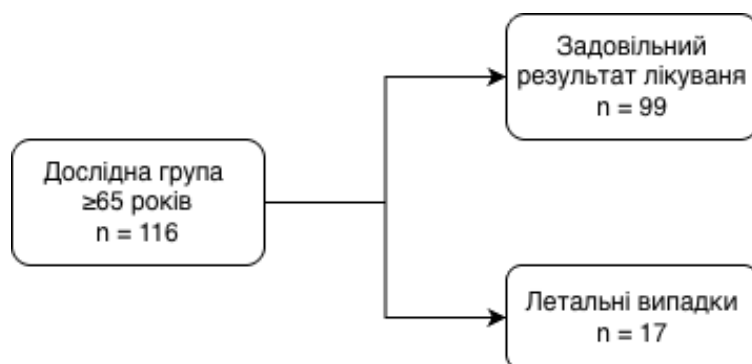 Задовільний
результат лікуваня
n = 99
Дослідна група
≥65 років
n = 116
Летальні випадки
n = 17